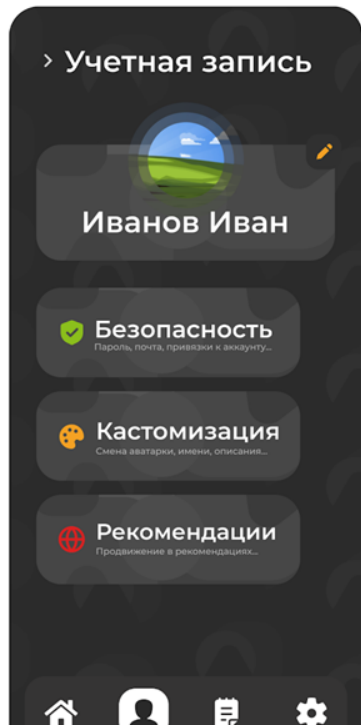 Учетная запись
Иванов Иван
Безопасность
Пароль, почта, привязки к аккаунту...
Кастомизация
Смена аватарки, имени, описания...
Рекомендации
Продвижение в рекомендациях...